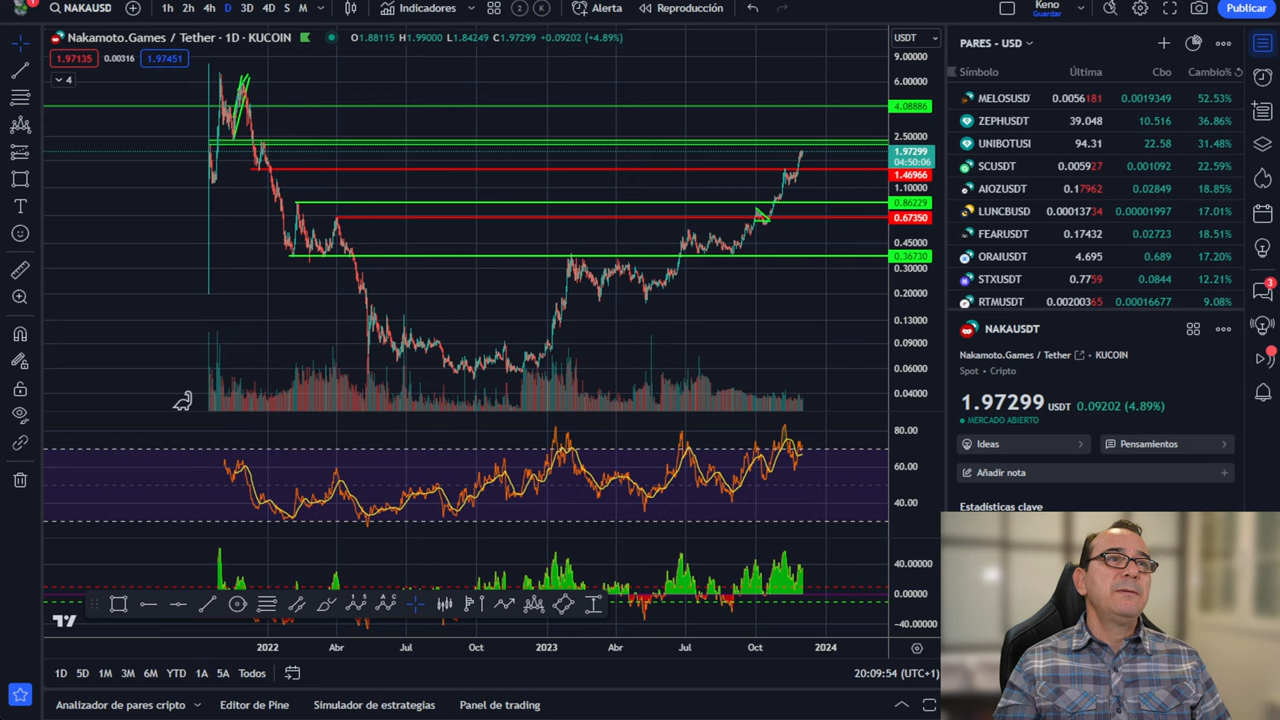 1
NAKAUSD 1h 2h 4h D 3D 4D S M Indicadores 2 K Alerta Reproducción Keno Guardar Publicar
Nakamoto.Games / Tether · 1D · KUCOIN O1.88115 H1.99000 L1.84249 C1.97299 +0.09202 (+4.89%)
1.97135 0.00316 1.97451
4
USDT
9.00000
6.00000
4.08886
2.50000
1.97299
04:50:06
1.46966
1.10000
0.86229
0.67350
0.45000
0.36730
0.30000
0.20000
0.13000
0.09000
0.06000
0.04000
80.00
60.00
40.00
40.00000
0.00000
-40.00000
2022 Abr Jul Oct 2023 Abr Jul Oct 2024
1D 5D 1M 3M 6M YTD 1A 5A Todos 20:09:54 (UTC+1)
Analizador de pares cripto Editor de Pine Simulador de estrategias Panel de trading
PARES - USD
Símbolo Última Cbo Cambio%
MELOSUSD 0.0056181 0.0019349 52.53%
ZEPHUSDT 39.048 10.516 36.86%
UNIBOTUSI 94.31 22.58 31.48%
SCUSDT 0.005927 0.001092 22.59%
AIOZUSDT 0.17962 0.02849 18.85%
LUNCBUSD 0.00013734 0.00001997 17.01%
FEARUSDT 0.17432 0.02723 18.51%
ORAIUSDT 4.695 0.689 17.20%
STXUSDT 0.7759 0.0844 12.21%
RTMUSDT 0.00200365 0.00016677 9.08%
3
NAKAUSDT
Nakamoto.Games / Tether · KUCOIN
Spot · Cripto
1.97299 USDT 0.09202 (4.89%)
MERCADO ABIERTO
Ideas Pensamientos
Añadir nota
Estadísticas clave